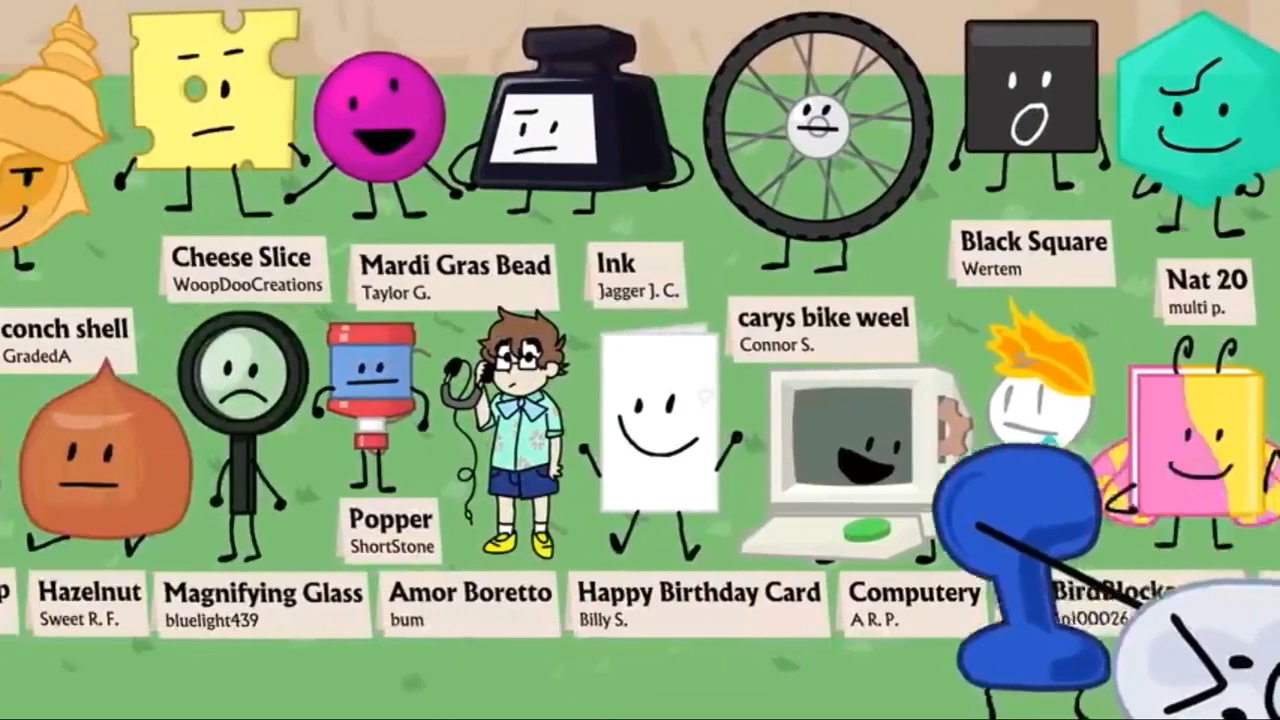 Cheese Slice
WoopDooCreations
Mardi Gras Bead
Taylor G.
Ink
Jagger J. C.
Black Square
Wertem
Nat 20
multi p.
conch shell
GradedA
carys bike weel
Connor S.
Popper
ShortStone
p
Hazelnut
Sweet R. F.
Magnifying Glass
bluelight439
Amor Boretto
bum
Happy Birthday Card
Billy S.
Computery
A R. P.